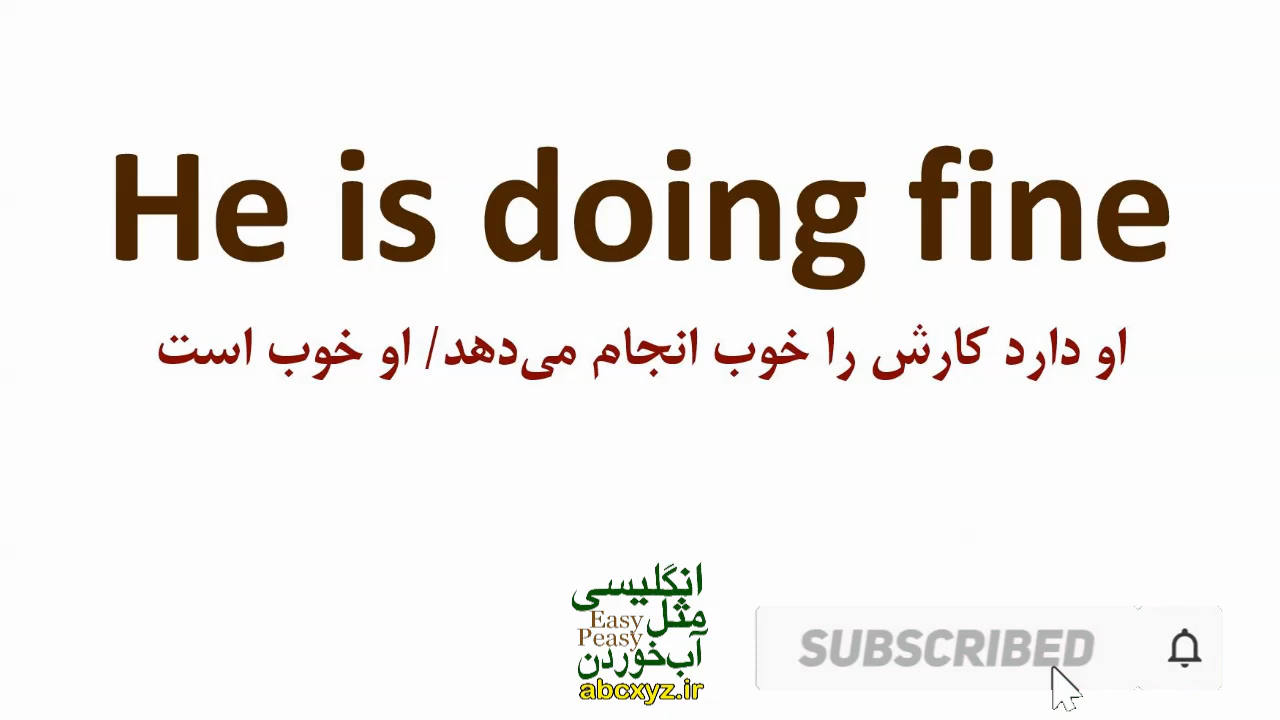 He is doing fine
او دارد کارش را خوب انجام می‌دهد/ او خوب است
انگلیسی
مثل
Easy
Peasy
آب‌خوردن
abcxyz.ir
SUBSCRIBED